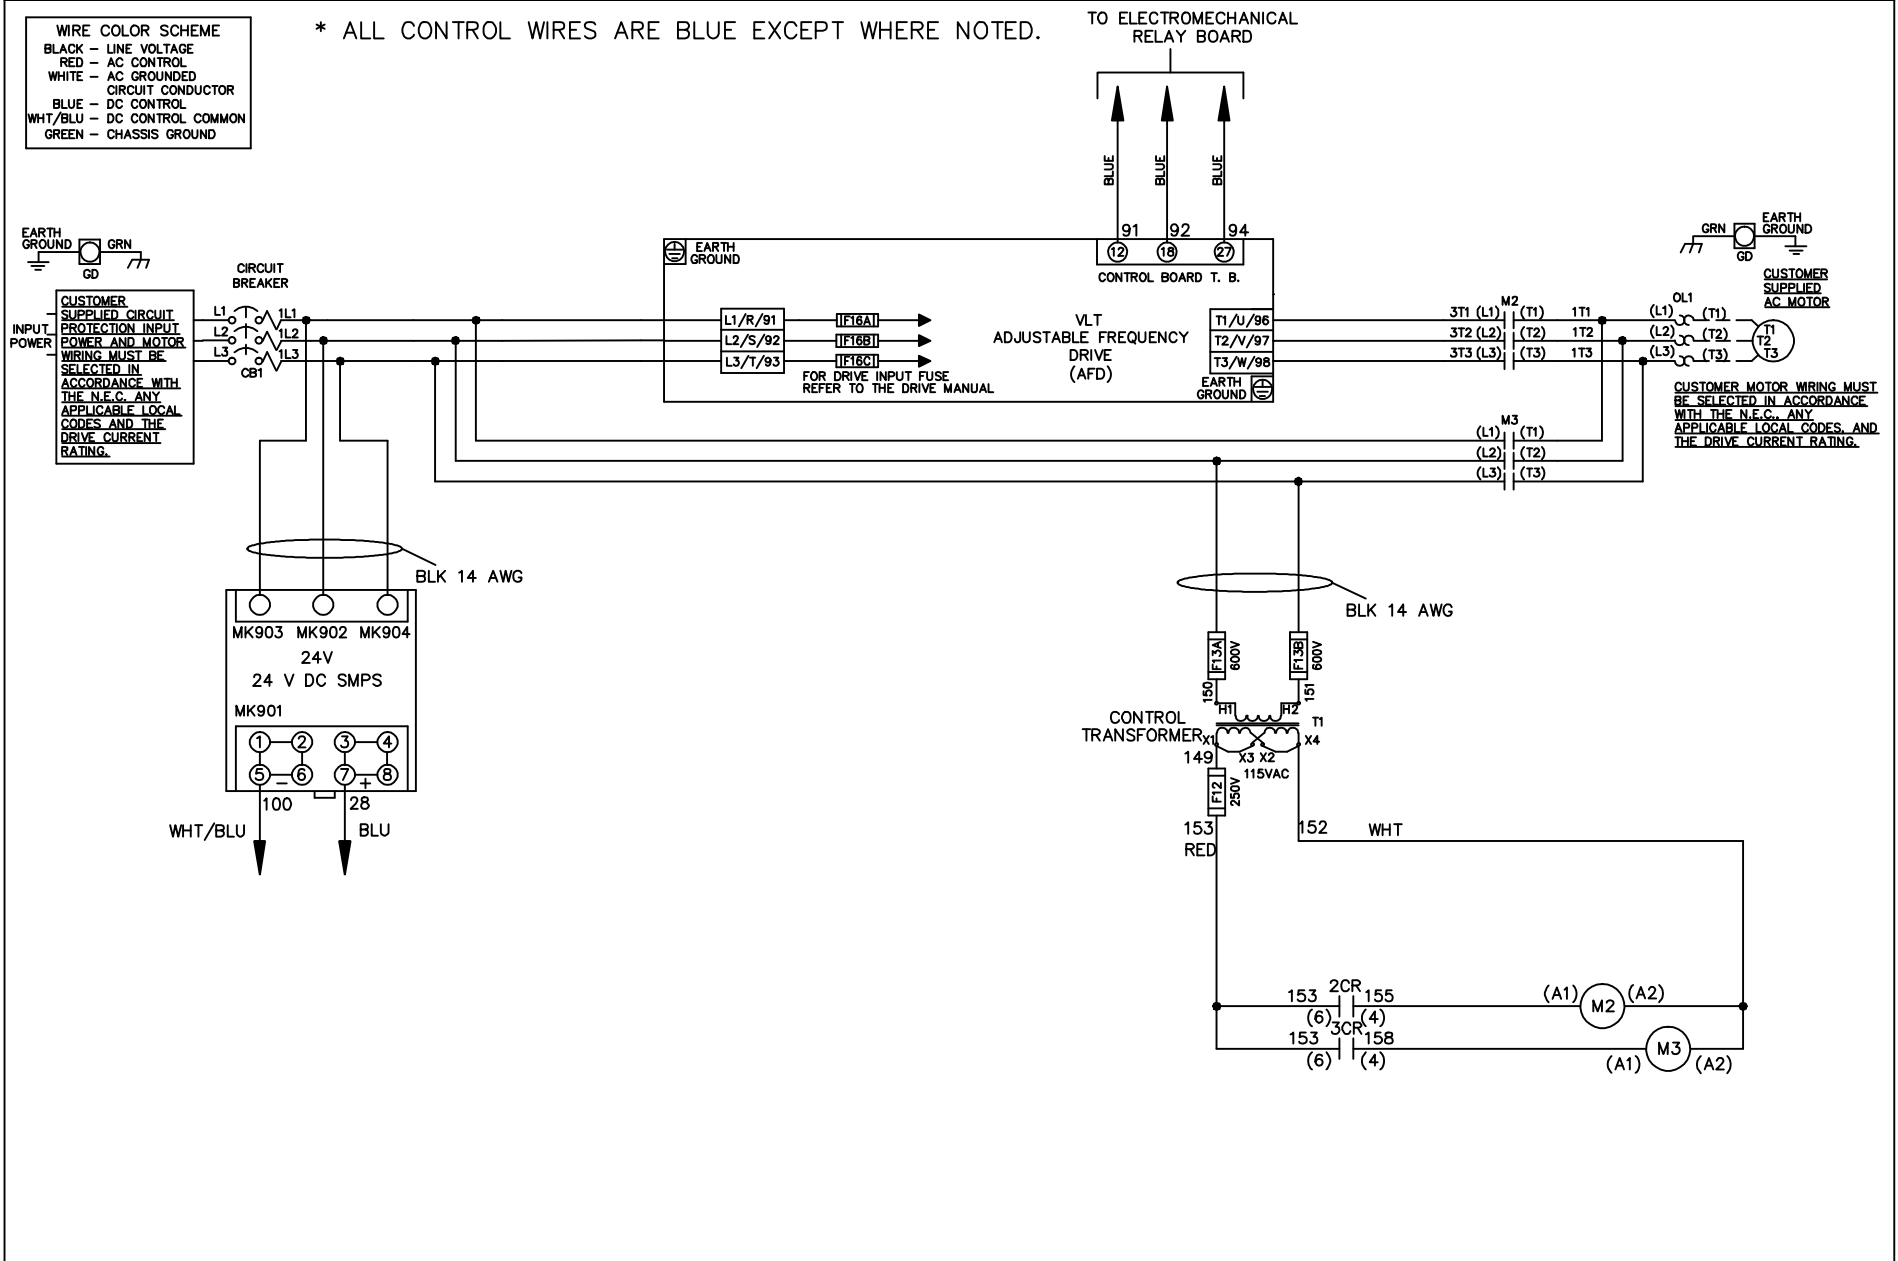 WIRE COLOR SCHEME
BLACK – LINE VOLTAGE
RED – AC CONTROL
WHITE – AC GROUNDED
CIRCUIT CONDUCTOR
BLUE – DC CONTROL
WHT/BLU – DC CONTROL COMMON
GREEN – CHASSIS GROUND
* ALL CONTROL WIRES ARE BLUE EXCEPT WHERE NOTED.
TO ELECTROMECHANICAL
RELAY BOARD
BLUE
BLUE
BLUE
91 92 94
12 18 27
CONTROL BOARD T. B.
EARTH
GROUND
GRN
GD
CIRCUIT
BREAKER
INPUT
POWER
CUSTOMER
SUPPLIED CIRCUIT
PROTECTION INPUT
POWER AND MOTOR
WIRING MUST BE
SELECTED IN
ACCORDANCE WITH
THE N.E.C. ANY
APPLICABLE LOCAL
CODES AND THE
DRIVE CURRENT
RATING.
L1 1L1
L2 1L2
L3 1L3
CB1
EARTH
GROUND
L1/R/91
L2/S/92
L3/T/93
IF16A
IF16B
IF16C
FOR DRIVE INPUT FUSE
REFER TO THE DRIVE MANUAL
VLT
ADJUSTABLE FREQUENCY
DRIVE
(AFD)
T1/U/96
T2/V/97
T3/W/98
EARTH
GROUND
M2
3T1 (L1) (T1) 1T1
3T2 (L2) (T2) 1T2
3T3 (L3) (T3) 1T3
M3
(L1) (T1)
(L2) (T2)
(L3) (T3)
GRN
GD
EARTH
GROUND
CUSTOMER
SUPPLIED
AC MOTOR
OL1
(L1) (T1)
(L2) (T2)
(L3) (T3)
T1
T2
T3
CUSTOMER MOTOR WIRING MUST
BE SELECTED IN ACCORDANCE
WITH THE N.E.C., ANY
APPLICABLE LOCAL CODES, AND
THE DRIVE CURRENT RATING.
BLK 14 AWG
MK903 MK902 MK904
24V
24 V DC SMPS
MK901
1 2 3 4
5 – 6 7 + 8
100 28
WHT/BLU BLU
BLK 14 AWG
F13A 600V
F13B 600V
150 151
H1 H2
T1
CONTROL
TRANSFORMER
X1 X4
X3 X2
149
115VAC
F12 250V
153
RED
152 WHT
2CR
153 155
(6) (4)
(A1) M2 (A2)
3CR
153 158
(6) (4)
(A1) M3 (A2)